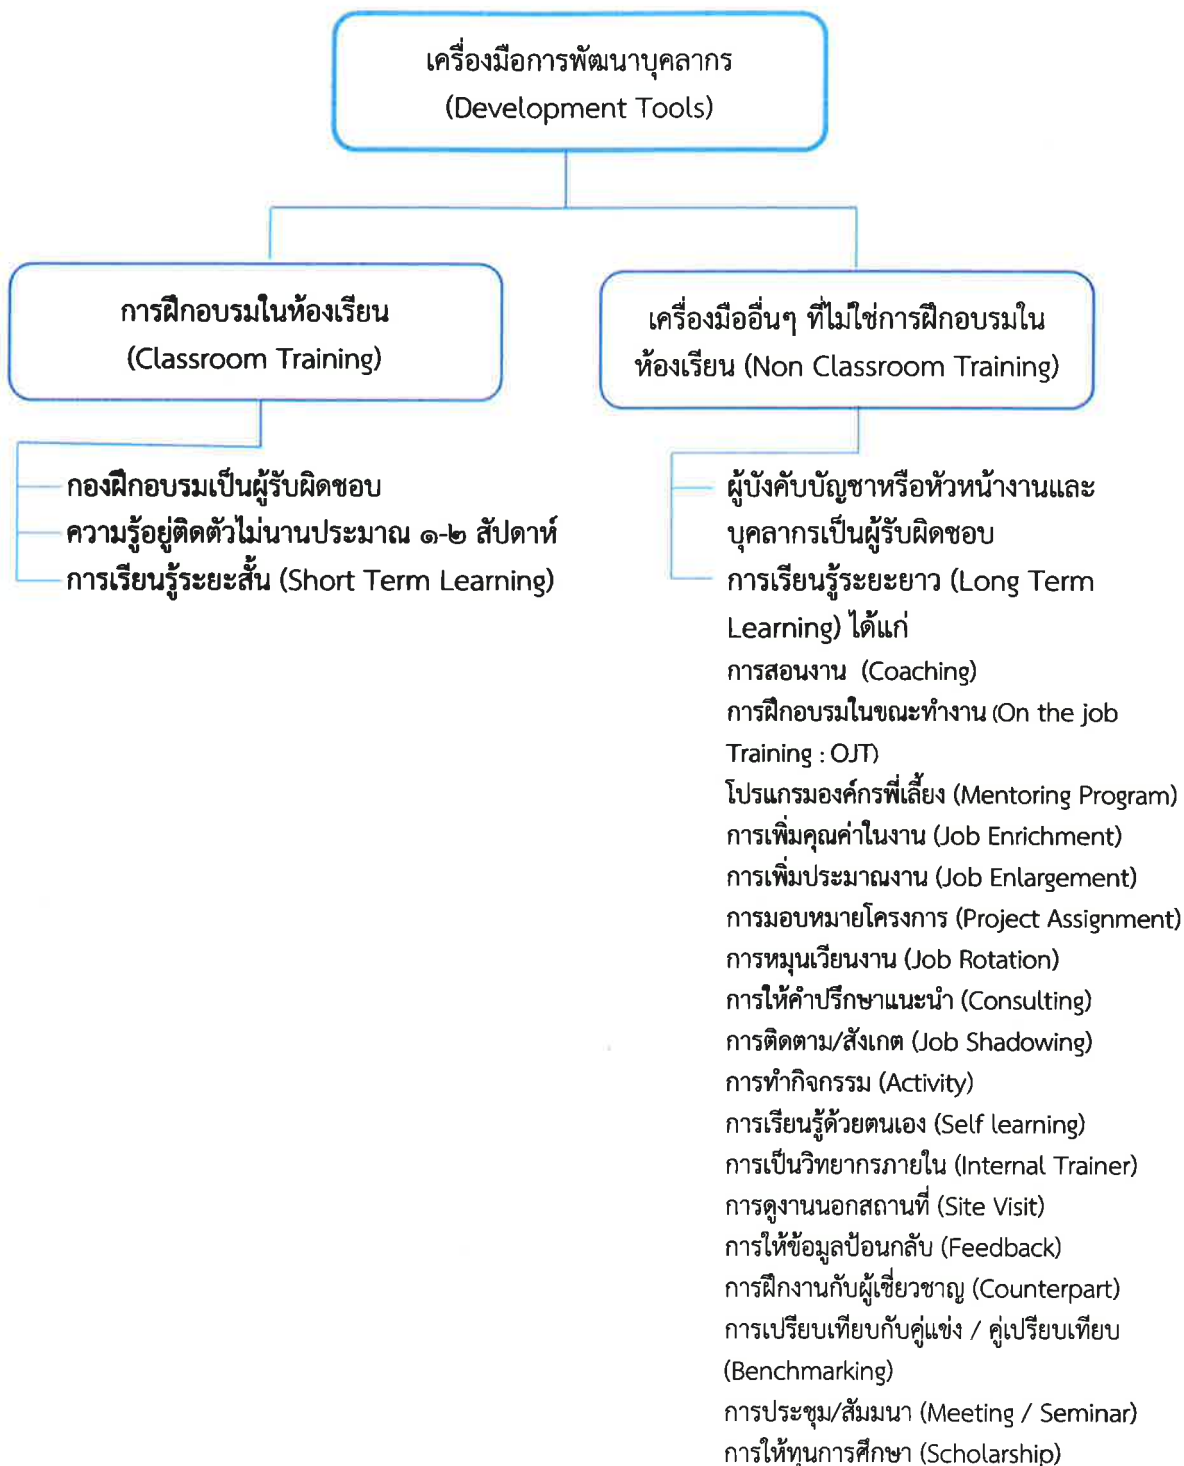 เครื่องมือการพัฒนาบุคลากร
(Development Tools)
การฝึกอบรมในห้องเรียน
(Classroom Training)
เครื่องมืออื่นๆ ที่ไม่ใช่การฝึกอบรมใน
ห้องเรียน (Non Classroom Training)
กองฝึกอบรมเป็นผู้รับผิดชอบ
ความรู้อยู่ติดตัวไม่นานประมาณ ๑-๒ สัปดาห์
การเรียนรู้ระยะสั้น (Short Term Learning)
ผู้บังคับบัญชาหรือหัวหน้างานและ
บุคลากรเป็นผู้รับผิดชอบ
การเรียนรู้ระยะยาว (Long Term
Learning) ได้แก่
การสอนงาน (Coaching)
การฝึกอบรมในขณะทำงาน (On the job
Training : OJT)
โปรแกรมองค์กรพี่เลี้ยง (Mentoring Program)
การเพิ่มคุณค่าในงาน (Job Enrichment)
การเพิ่มประมาณงาน (Job Enlargement)
การมอบหมายโครงการ (Project Assignment)
การหมุนเวียนงาน (Job Rotation)
การให้คำปรึกษาแนะนำ (Consulting)
การติดตาม/สังเกต (Job Shadowing)
การทำกิจกรรม (Activity)
การเรียนรู้ด้วยตนเอง (Self learning)
การเป็นวิทยากรภายใน (Internal Trainer)
การดูงานนอกสถานที่ (Site Visit)
การให้ข้อมูลป้อนกลับ (Feedback)
การฝึกงานกับผู้เชี่ยวชาญ (Counterpart)
การเปรียบเทียบกับคู่แข่ง / คู่เปรียบเทียบ
(Benchmarking)
การประชุม/สัมมนา (Meeting / Seminar)
การให้ทุนการศึกษา (Scholarship)